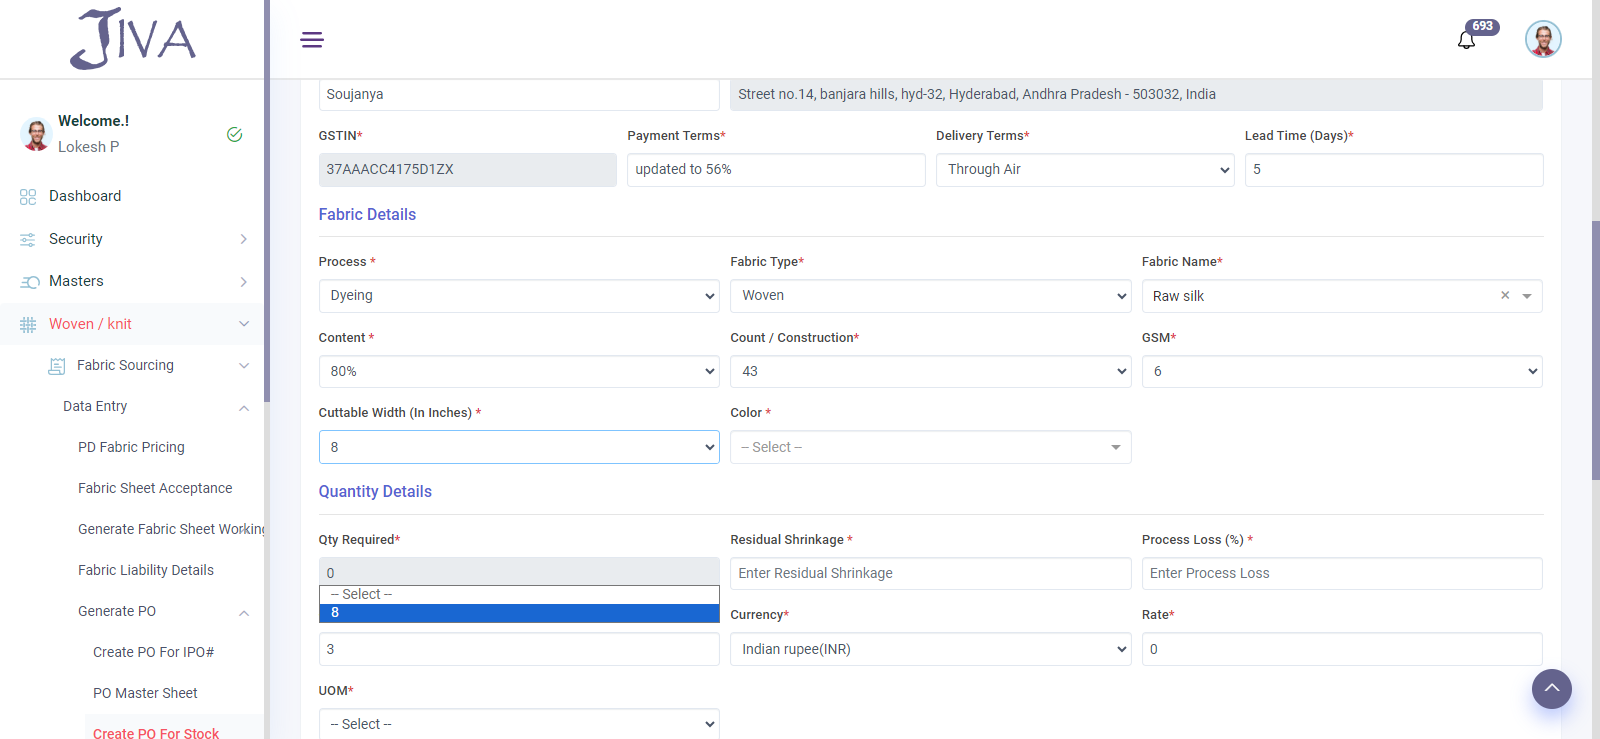 JIVA
693
Welcome.!
Lokesh P
Dashboard
Security
Masters
Woven / knit
Fabric Sourcing
Data Entry
PD Fabric Pricing
Fabric Sheet Acceptance
Generate Fabric Sheet Working
Fabric Liability Details
Generate PO
Create PO For IPO#
PO Master Sheet
Create PO For Stock
Soujanya
Street no.14, banjara hills, hyd-32, Hyderabad, Andhra Pradesh - 503032, India
GSTIN* Payment Terms* Delivery Terms* Lead Time (Days)*
37AAACC4175D1ZX updated to 56% Through Air 5
Fabric Details
Process * Fabric Type* Fabric Name*
Dyeing Woven Raw silk ×
Content * Count / Construction* GSM*
80% 43 6
Cuttable Width (In Inches) * Color *
8 -- Select --
Quantity Details
Qty Required* Residual Shrinkage * Process Loss (%) *
0 Enter Residual Shrinkage Enter Process Loss
-- Select --
8
Currency* Rate*
3 Indian rupee(INR) 0
UOM*
-- Select --